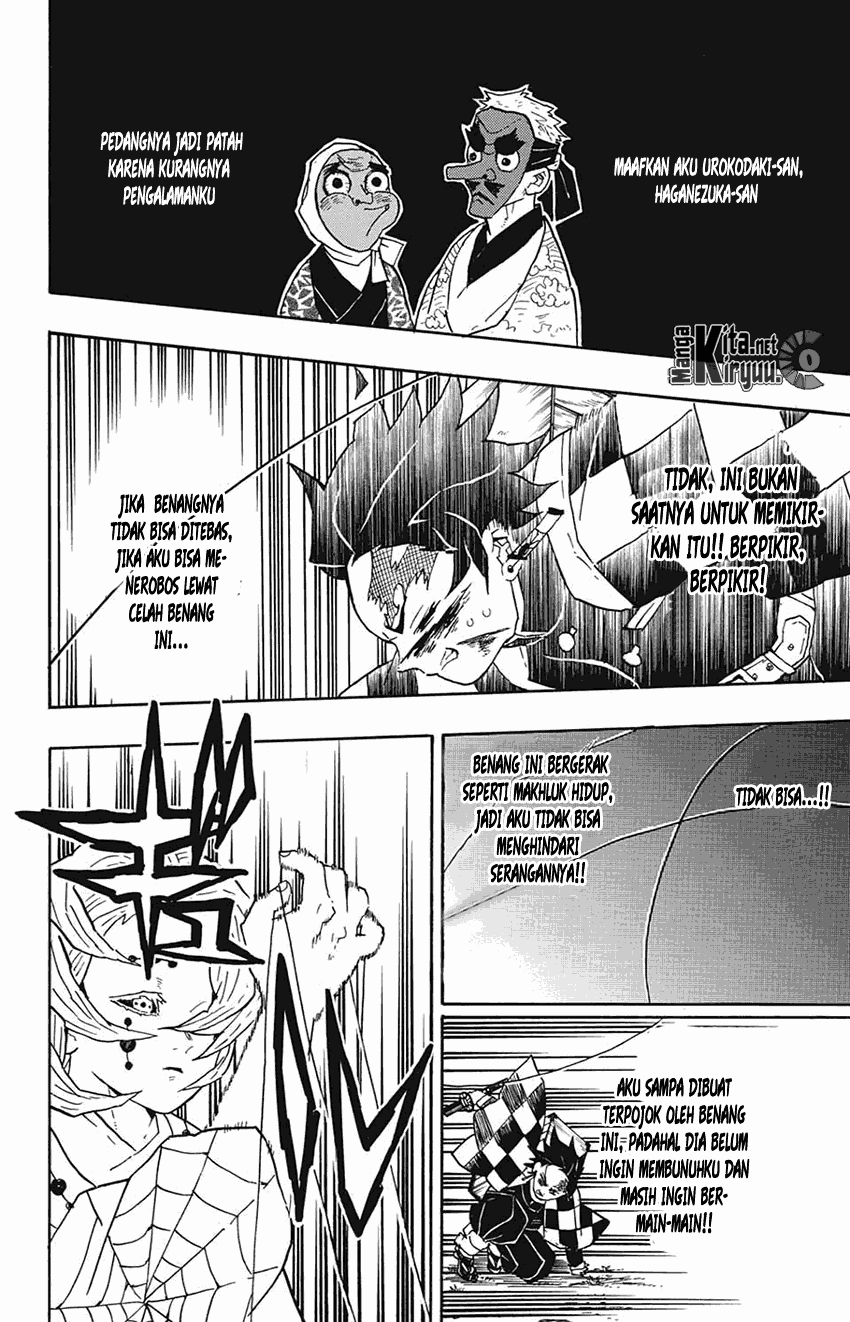 MAAFKAN AKU UROKODAKI-SAN,
HAGANEZUKA-SAN
PEDANGNYA JADI PATAH
KARENA KURANGNYA
PENGALAMANKU
Manga
Kita.net
Kiryuu.CO
TIDAK, INI BUKAN
SAATNYA UNTUK MEMIKIR-
KAN ITU!! BERPIKIR,
BERPIKIR!
JIKA BENANGNYA
TIDAK BISA DITEBAS,
JIKA AKU BISA ME-
NEROBOS LEWAT
CELAH BENANG
INI...
TIDAK BISA...!!
BENANG INI BERGERAK
SEPERTI MAKHLUK HIDUP,
JADI AKU TIDAK BISA
MENGHINDARI
SERANGANNYA!!
AKU SAMPA DIBUAT
TERPOJOK OLEH BENANG
INI, PADAHAL DIA BELUM
INGIN MEMBUNUHKU DAN
MASIH INGIN BER-
MAIN-MAIN!!